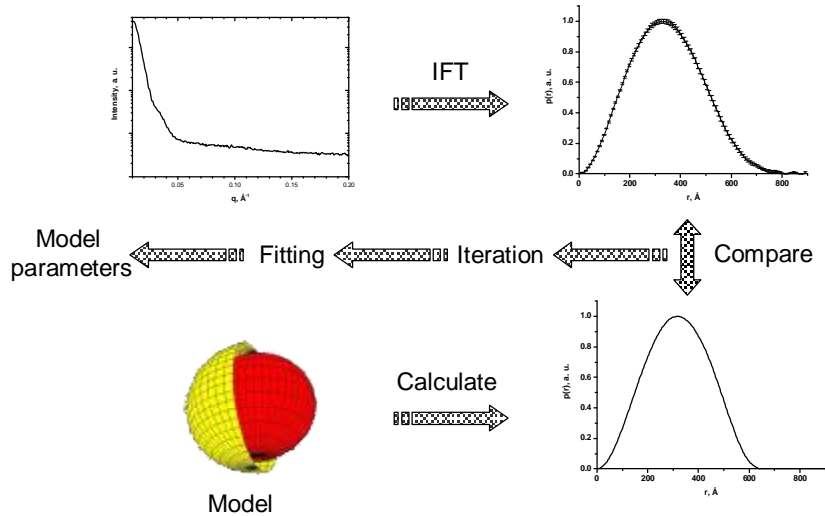 Intensity, a. u.
0.05 0.10 0.15 0.20
q, Å⁻¹
IFT
p(r), a. u.
1.0
0.8
0.6
0.4
0.2
0.0
0 200 400 600 800
r, Å
Model
parameters
Fitting
Iteration
Compare
Model
Calculate
p(r), a. u.
1.0
0.8
0.6
0.4
0.2
0.0
0 200 400 600 800
r, Å